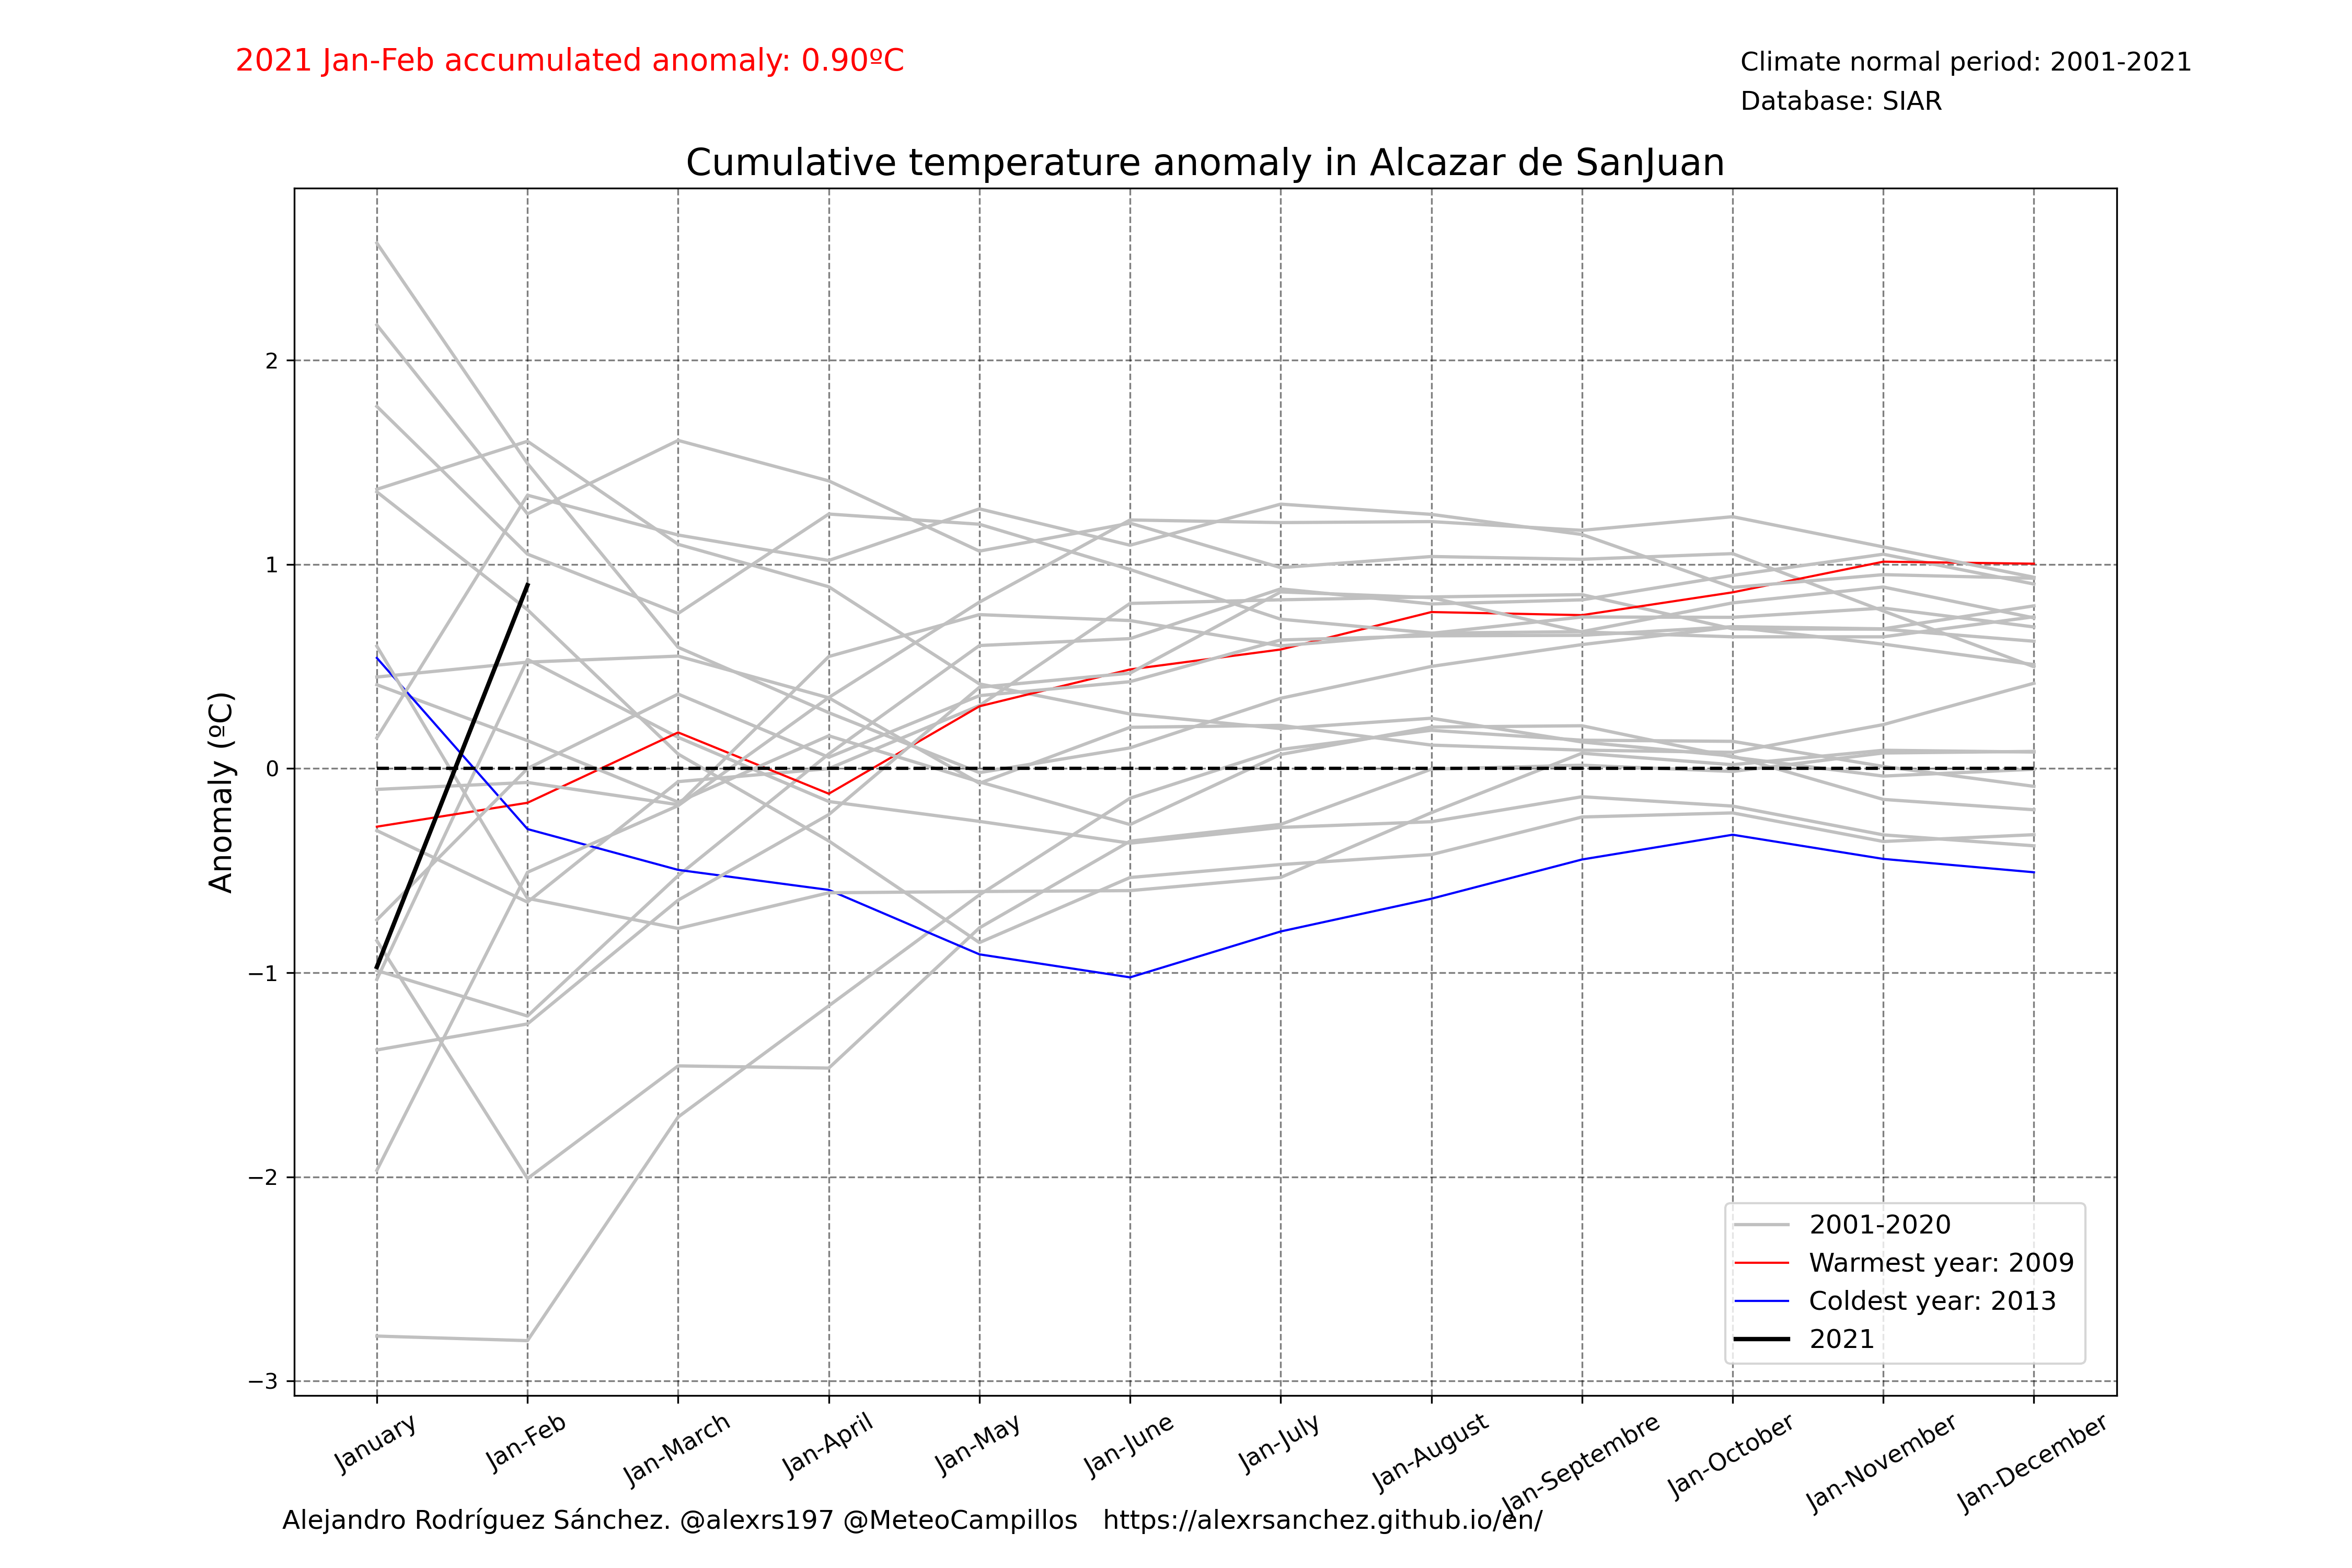 2021 Jan-Feb accumulated anomaly: 0.90ºC
Climate normal period: 2001-2021
Database: SIAR
Cumulative temperature anomaly in Alcazar de SanJuan
Anomaly (ºC)
2
1
0
−1
−2
−3
2001-2020
Warmest year: 2009
Coldest year: 2013
2021
January
Jan-Feb
Jan-March
Jan-April
Jan-May
Jan-June
Jan-July
Jan-August
Jan-Septembre
Jan-October
Jan-November
Jan-December
Alejandro Rodríguez Sánchez. @alexrs197 @MeteoCampillos   https://alexrsanchez.github.io/en/